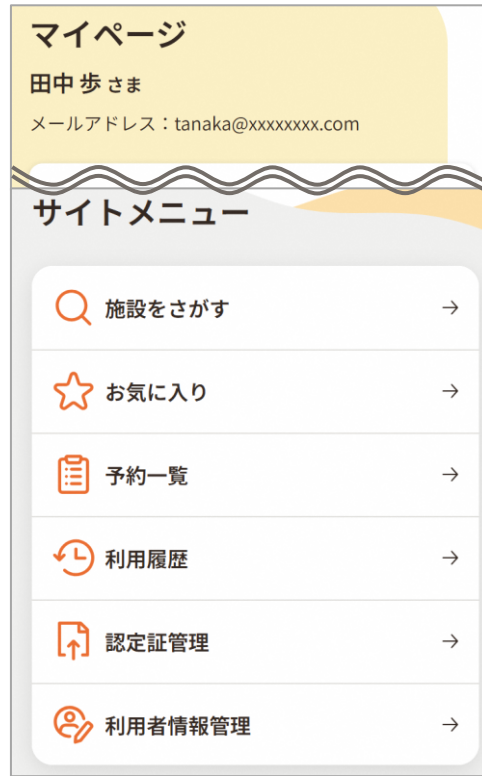 マイページ
田中 歩 さま
メールアドレス：tanaka@xxxxxxxx.com
サイトメニュー
施設をさがす
お気に入り
予約一覧
利用履歴
認定証管理
利用者情報管理